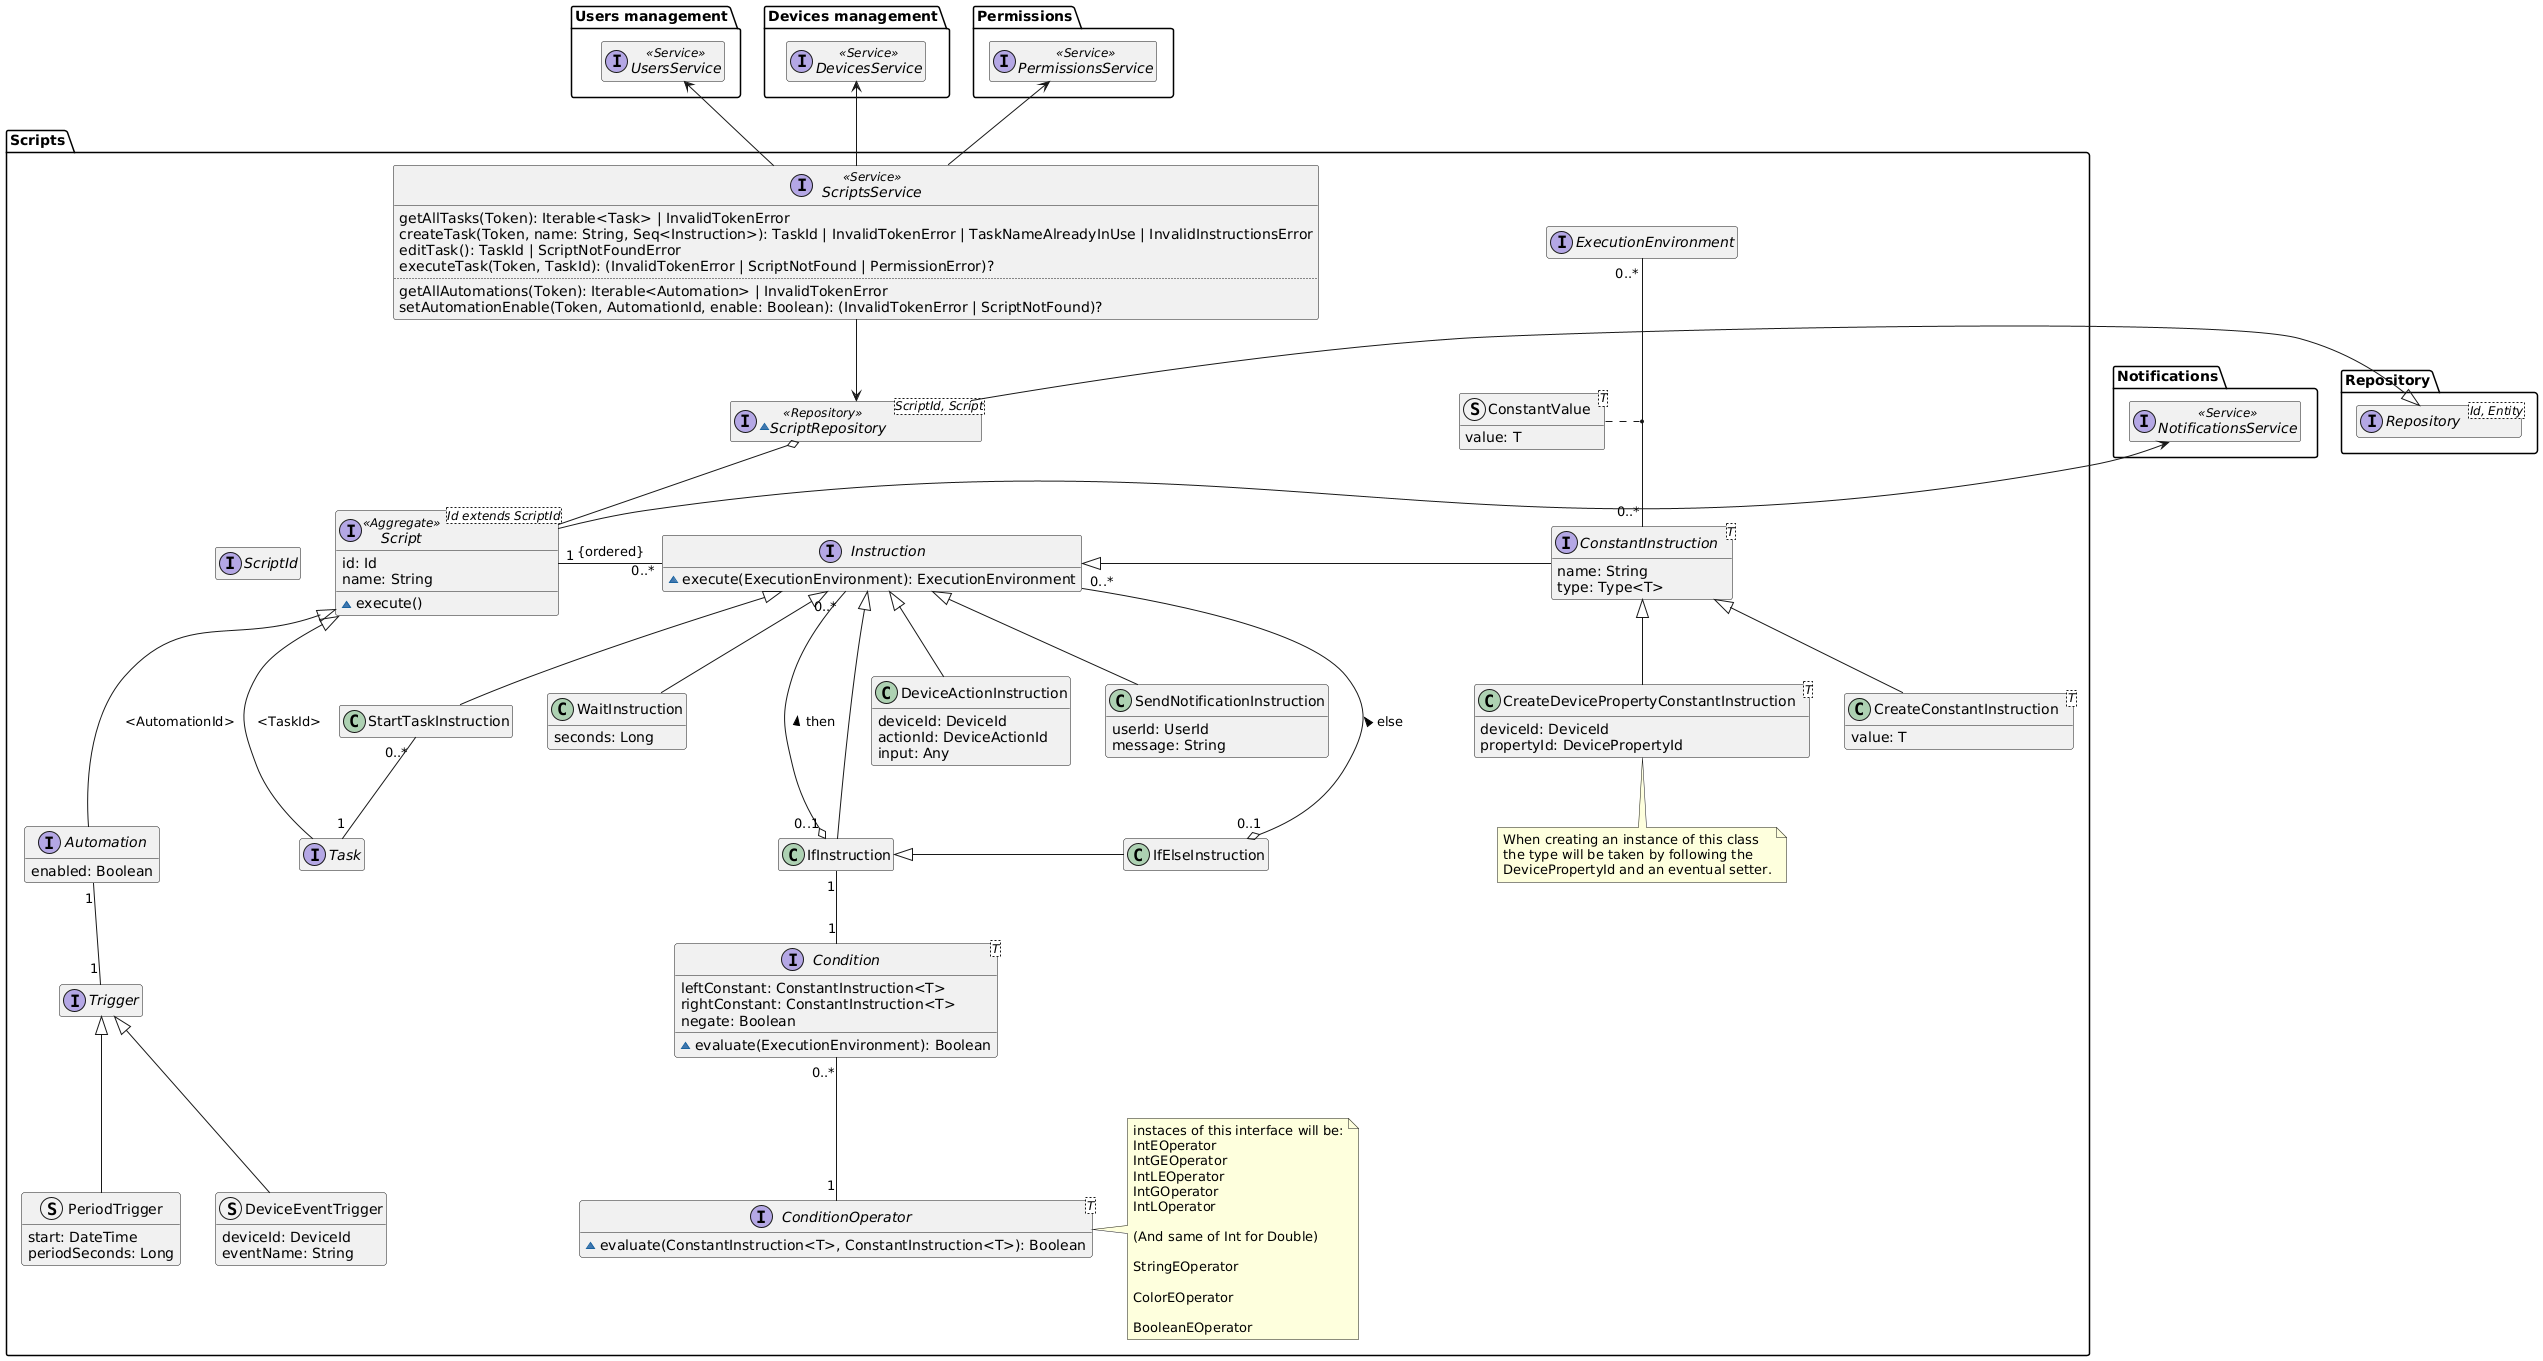 Users management
Devices management
Permissions
I «Service»
UsersService
I «Service»
DevicesService
I «Service»
PermissionsService
Scripts
I «Service»
ScriptsService
getAllTasks(Token): Iterable<Task> | InvalidTokenError
createTask(Token, name: String, Seq<Instruction>): TaskId | InvalidTokenError | TaskNameAlreadyInUse | InvalidInstructionsError
editTask(): TaskId | ScriptNotFoundError
executeTask(Token, TaskId): (InvalidTokenError | ScriptNotFound | PermissionError)?
getAllAutomations(Token): Iterable<Automation> | InvalidTokenError
setAutomationEnable(Token, AutomationId, enable: Boolean): (InvalidTokenError | ScriptNotFound)?
I ExecutionEnvironment
0..*
Notifications
I «Service»
NotificationsService
Repository
I Repository
Id, Entity
I «Repository»
ScriptRepository
ScriptId, Script
S ConstantValue
T
value: T
0..*
I ScriptId
I «Aggregate»
Script
Id extends ScriptId
id: Id
name: String
execute()
1 {ordered}
0..*
I Instruction
execute(ExecutionEnvironment): ExecutionEnvironment
0..*
0..*
I ConstantInstruction
T
name: String
type: Type<T>
<AutomationId>
<TaskId>
C StartTaskInstruction
0..*
1
C WaitInstruction
seconds: Long
then
C DeviceActionInstruction
deviceId: DeviceId
actionId: DeviceActionId
input: Any
C SendNotificationInstruction
userId: UserId
message: String
else
C CreateDevicePropertyConstantInstruction
T
deviceId: DeviceId
propertyId: DevicePropertyId
C CreateConstantInstruction
T
value: T
I Automation
enabled: Boolean
1
1
I Task
0..1
C IfInstruction
0..1
C IfElseInstruction
When creating an instance of this class
the type will be taken by following the
DevicePropertyId and an eventual setter.
1
1
I Trigger
I Condition
T
leftConstant: ConstantInstruction<T>
rightConstant: ConstantInstruction<T>
negate: Boolean
evaluate(ExecutionEnvironment): Boolean
0..*
1
S PeriodTrigger
start: DateTime
periodSeconds: Long
S DeviceEventTrigger
deviceId: DeviceId
eventName: String
I ConditionOperator
T
evaluate(ConstantInstruction<T>, ConstantInstruction<T>): Boolean
instaces of this interface will be:
IntEOperator
IntGEOperator
IntLEOperator
IntGOperator
IntLOperator
(And same of Int for Double)
StringEOperator
ColorEOperator
BooleanEOperator